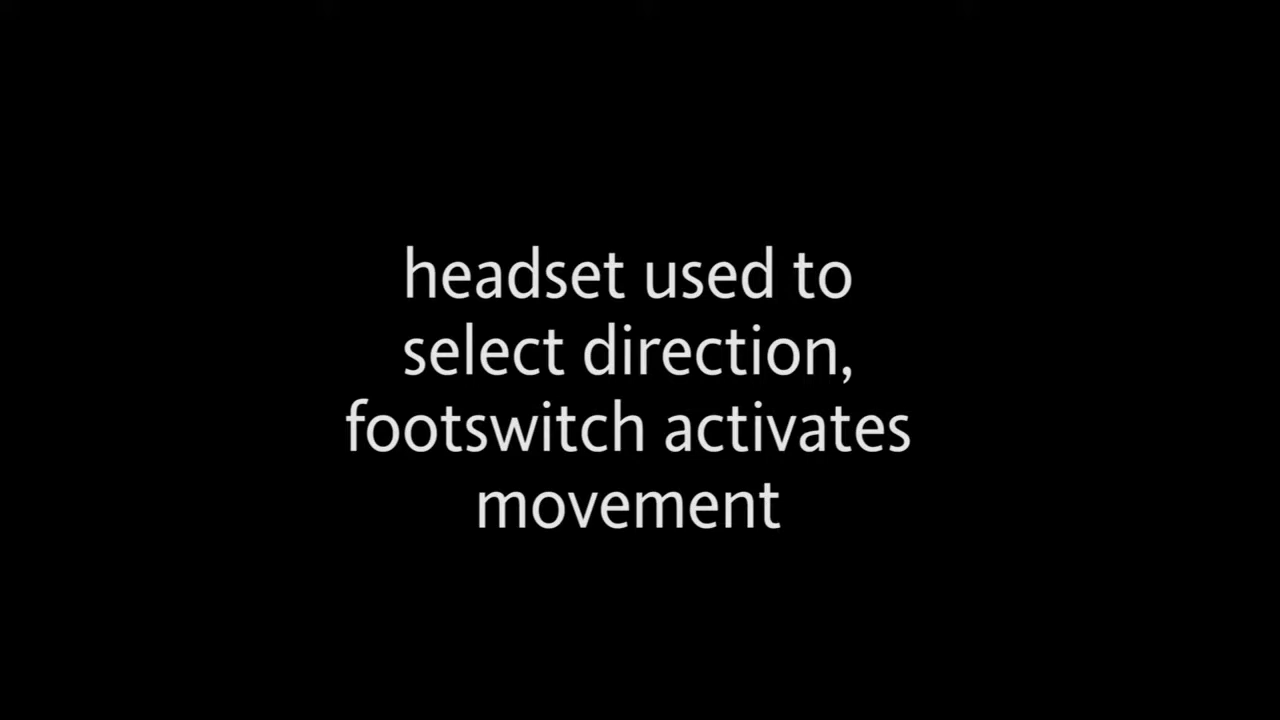 headset used to
select direction,
footswitch activates
movement